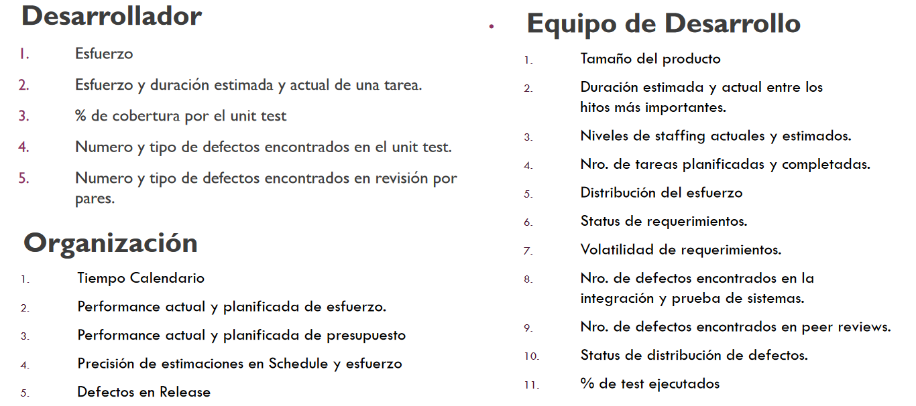 Desarrollador
1. Esfuerzo
2. Esfuerzo y duración estimada y actual de una tarea.
3. % de cobertura por el unit test
4. Numero y tipo de defectos encontrados en el unit test.
5. Numero y tipo de defectos encontrados en revisión por
pares.
Organización
1. Tiempo Calendario
2. Performance actual y planificada de esfuerzo.
3. Performance actual y planificada de presupuesto
4. Precisión de estimaciones en Schedule y esfuerzo
5. Defectos en Release
• Equipo de Desarrollo
1. Tamaño del producto
2. Duración estimada y actual entre los
hitos más importantes.
3. Niveles de staffing actuales y estimados.
4. Nro. de tareas planificadas y completadas.
5. Distribución del esfuerzo
6. Status de requerimientos.
7. Volatilidad de requerimientos.
8. Nro. de defectos encontrados en la
integración y prueba de sistemas.
9. Nro. de defectos encontrados en peer reviews.
10. Status de distribución de defectos.
11. % de test ejecutados